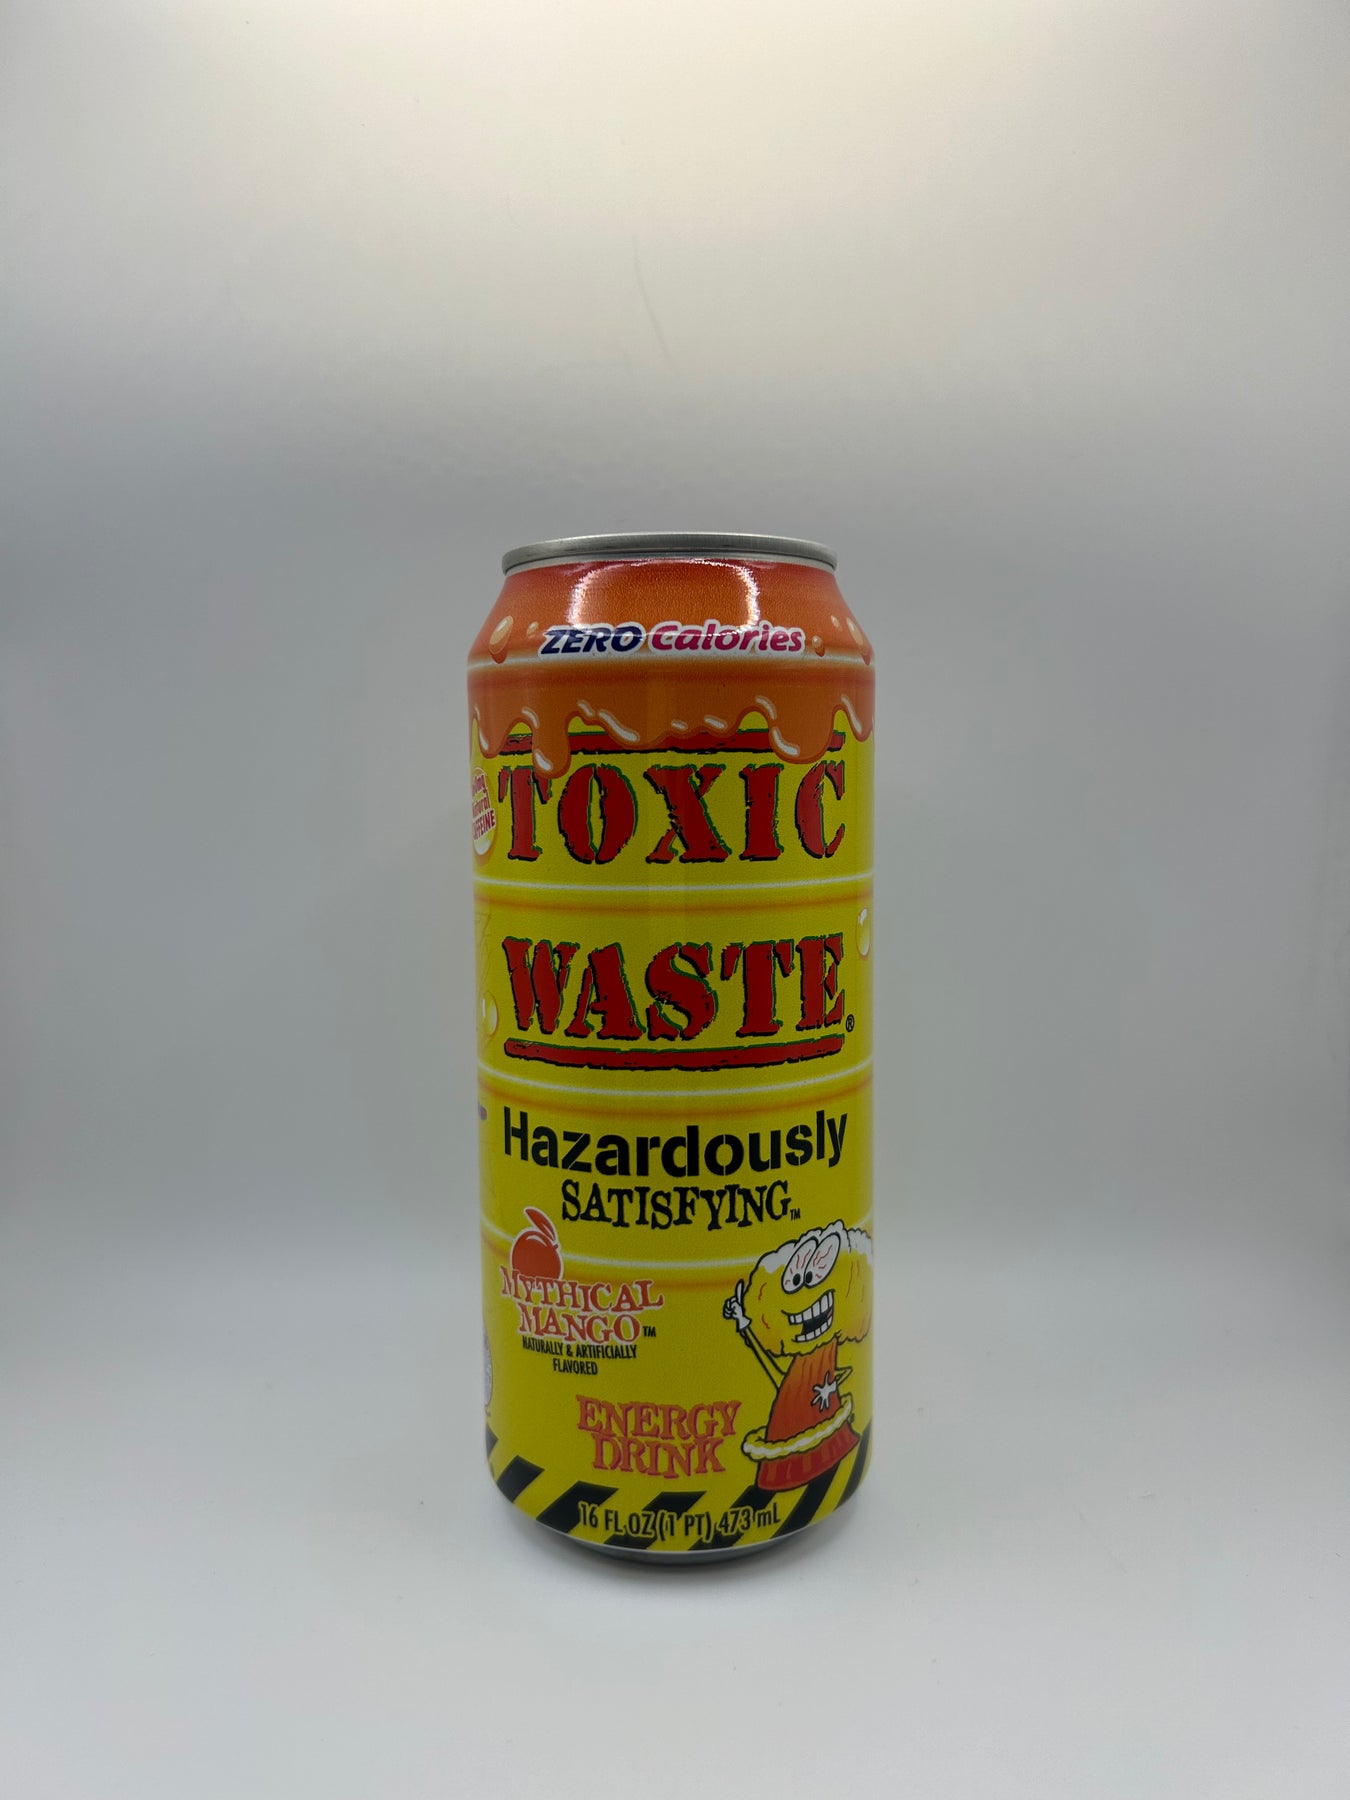 ZERO Calories
TOXIC
WASTE®
Hazardously
SATISFYING™
MYTHICAL
MANGO™
NATURALLY & ARTIFICIALLY
FLAVORED
ENERGY
DRINK
16 FL OZ (1 PT) 473 mL